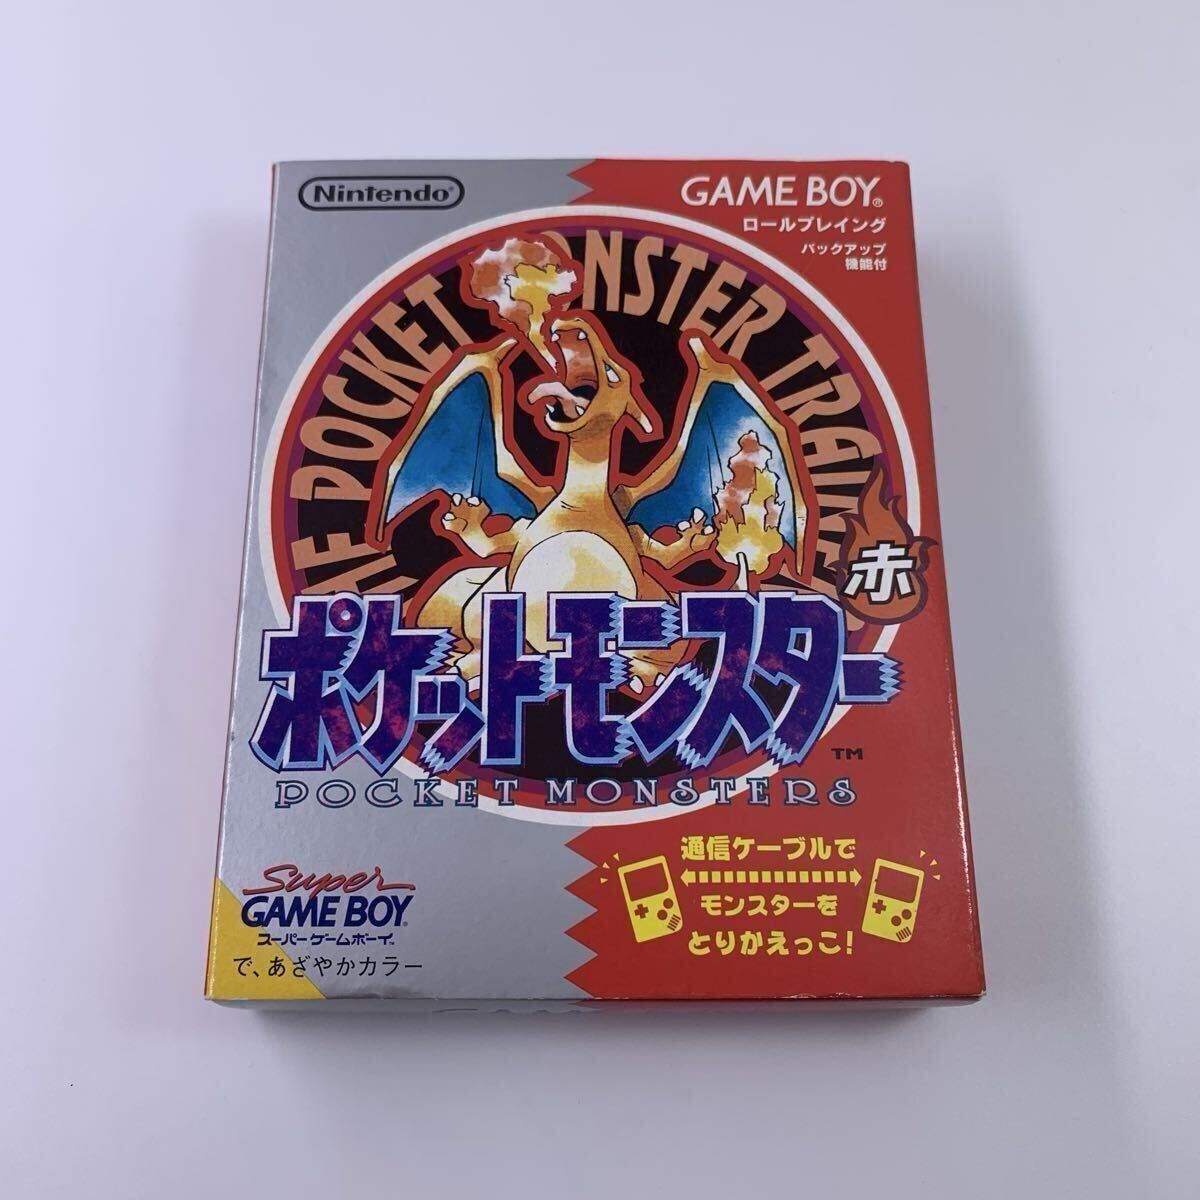 Nintendo®
GAME BOY®
ロールプレイング
バックアップ
機能付
HE POCKET MONSTER TRAINE
赤
ポケットモンスター
TM
POCKET MONSTERS
通信ケーブルで
モンスターを
とりかえっこ!
Super
GAME BOY
スーパーゲームボーイ
で、あざやかカラー